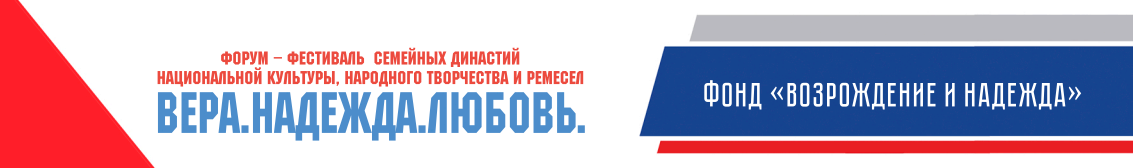 ФОРУМ – ФЕСТИВАЛЬ СЕМЕЙНЫХ ДИНАСТИЙ
НАЦИОНАЛЬНОЙ КУЛЬТУРЫ, НАРОДНОГО ТВОРЧЕСТВА И РЕМЕСЕЛ
ВЕРА.НАДЕЖДА.ЛЮБОВЬ.
ФОНД «ВОЗРОЖДЕНИЕ И НАДЕЖДА»